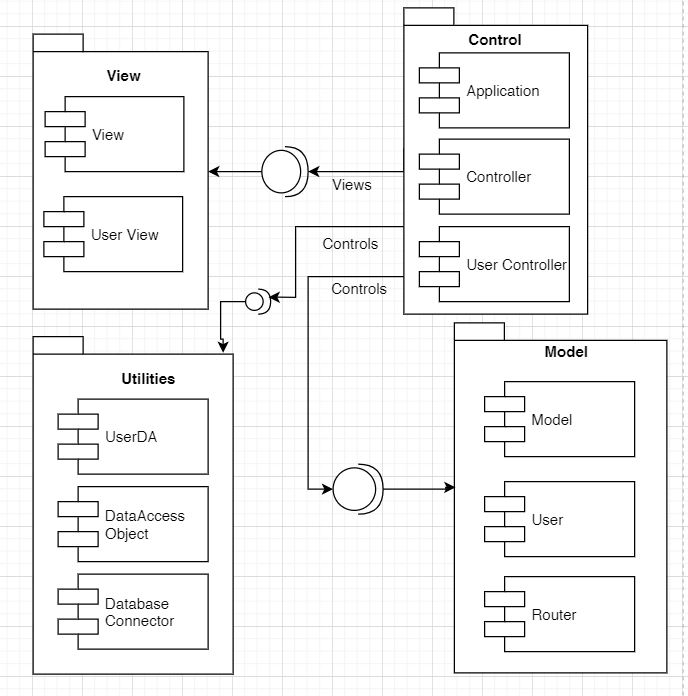 View
View
User View
Control
Application
Controller
User Controller
Views
Controls
Controls
Utilities
UserDA
DataAccess
Object
Database
Connector
Model
Model
User
Router